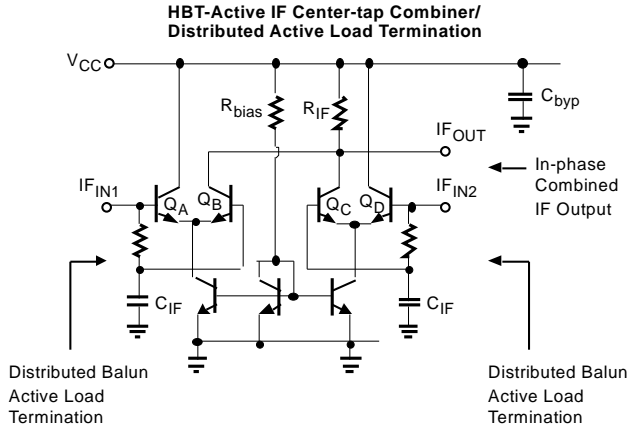 HBT-Active IF Center-tap Combiner/
Distributed Active Load Termination
VCC
Cbyp
Rbias
RIF
IFOUT
In-phase
Combined
IF Output
IFIN1
QA
QB
QC
QD
IFIN2
CIF
CIF
Distributed Balun
Active Load
Termination
Distributed Balun
Active Load
Termination